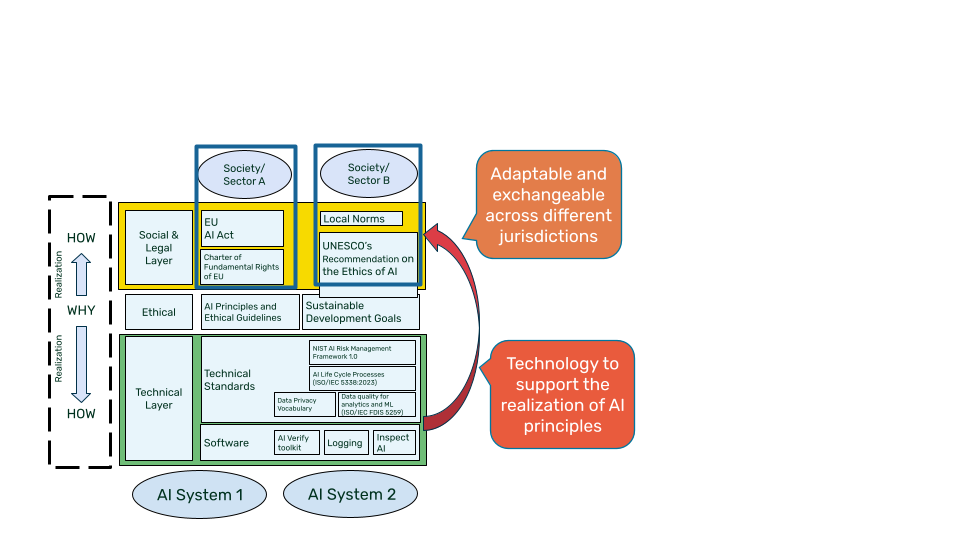 Society/
Sector A
Society/
Sector B
Adaptable and
exchangeable
across different
jurisdictions
HOW
Realization
WHY
Realization
HOW
Social &
Legal
Layer
EU
AI Act
Charter of
Fundamental Rights
of EU
Local Norms
UNESCO's
Recommendation on
the Ethics of AI
Ethical
AI Principles and
Ethical Guidelines
Sustainable
Development Goals
Technical
Layer
Technical
Standards
NIST AI Risk Management
Framework 1.0
AI Life Cycle Processes
(ISO/IEC 5338:2023)
Data Privacy
Vocabulary
Data quality for
analytics and ML
(ISO/IEC FDIS 5259)
Software
AI Verify
toolkit
Logging
Inspect
AI
Technology to
support the
realization of AI
principles
AI System 1
AI System 2